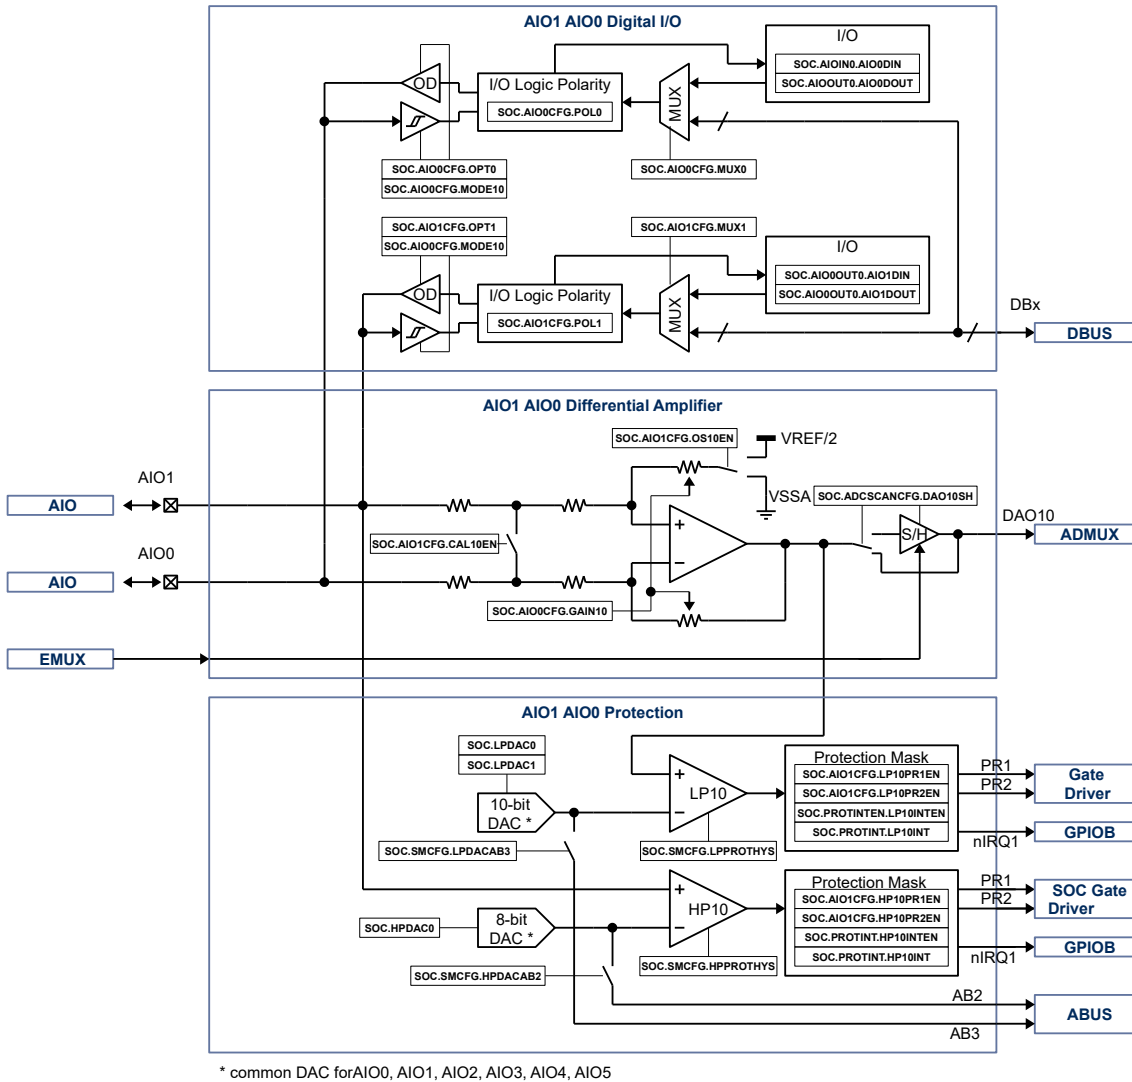 AIO1 AIO0 Digital I/O
I/O
SOC.AIOIN0.AIO0DIN
SOC.AIOOUT0.AIO0DOUT
OD
I/O Logic Polarity
SOC.AIO0CFG.POL0
MUX
SOC.AIO0CFG.OPT0
SOC.AIO0CFG.MODE10
SOC.AIO0CFG.MUX0
SOC.AIO1CFG.OPT1
SOC.AIO0CFG.MODE10
SOC.AIO1CFG.MUX1
I/O
SOC.AIO0OUT0.AIO1DIN
SOC.AIO0OUT0.AIO1DOUT
OD
I/O Logic Polarity
SOC.AIO1CFG.POL1
MUX
DBx
DBUS
AIO1 AIO0 Differential Amplifier
SOC.AIO1CFG.OS10EN
VREF/2
VSSA
SOC.ADCSCANCFG.DAO10SH
AIO1
AIO
S/H
DAO10
ADMUX
+
−
SOC.AIO1CFG.CAL10EN
AIO0
AIO
SOC.AIO0CFG.GAIN10
EMUX
AIO1 AIO0 Protection
SOC.LPDAC0
SOC.LPDAC1
10-bit
DAC *
+
−
LP10
Protection Mask
SOC.AIO1CFG.LP10PR1EN
SOC.AIO1CFG.LP10PR2EN
SOC.PROTINTEN.LP10INTEN
SOC.PROTINT.LP10INT
PR1
PR2
nIRQ1
Gate
Driver
GPIOB
SOC.SMCFG.LPDACAB3
SOC.SMCFG.LPPROTHYS
SOC.HPDAC0
8-bit
DAC *
+
−
HP10
Protection Mask
SOC.AIO1CFG.HP10PR1EN
SOC.AIO1CFG.HP10PR2EN
SOC.PROTINT.HP10INTEN
SOC.PROTINT.HP10INT
PR1
PR2
nIRQ1
SOC Gate
Driver
GPIOB
SOC.SMCFG.HPDACAB2
SOC.SMCFG.HPPROTHYS
AB2
AB3
ABUS
* common DAC forAIO0, AIO1, AIO2, AIO3, AIO4, AIO5